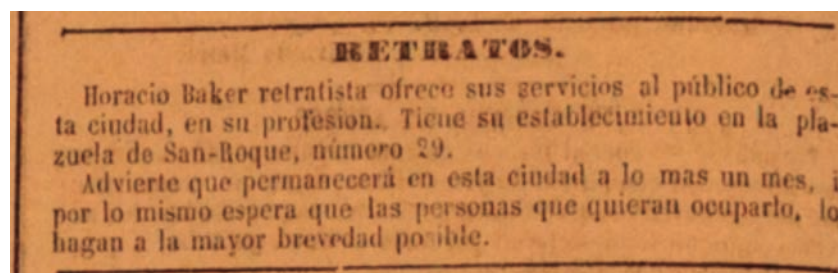 RETRATOS.
Horacio Baker retratista ofrece sus servicios al público de es-
ta ciudad, en su profesion. Tiene su establecimiento en la pla-
zuela de San-Roque, número 29.
Advierte que permanecerá en esta ciudad a lo mas un mes, i
por lo mismo espera que las personas que quieran ocuparlo, lo
hagan a la mayor brevedad posible.